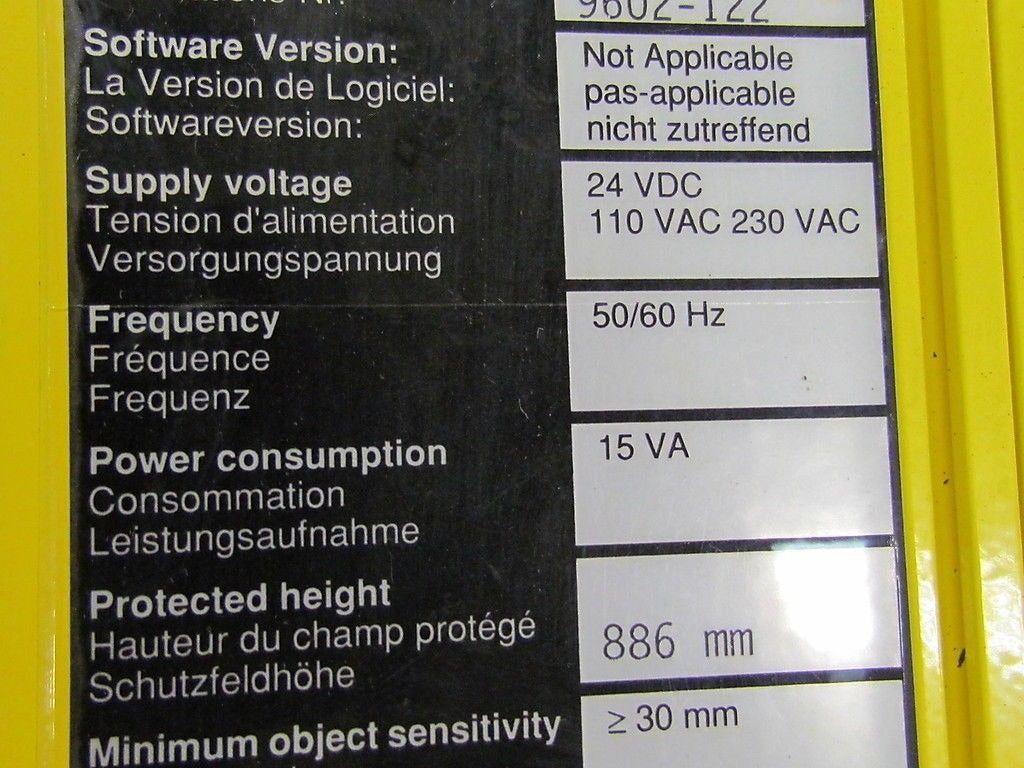 Nr.
9602-122
Software Version:
La Version de Logiciel:
Softwareversion:
Not Applicable
pas-applicable
nicht zutreffend
Supply voltage
Tension d'alimentation
Versorgungspannung
24 VDC
110 VAC 230 VAC
Frequency
Fréquence
Frequenz
50/60 Hz
Power consumption
Consommation
Leistungsaufnahme
15 VA
Protected height
Hauteur du champ protégé
Schutzfeldhöhe
886 mm
Minimum object sensitivity
≥ 30 mm